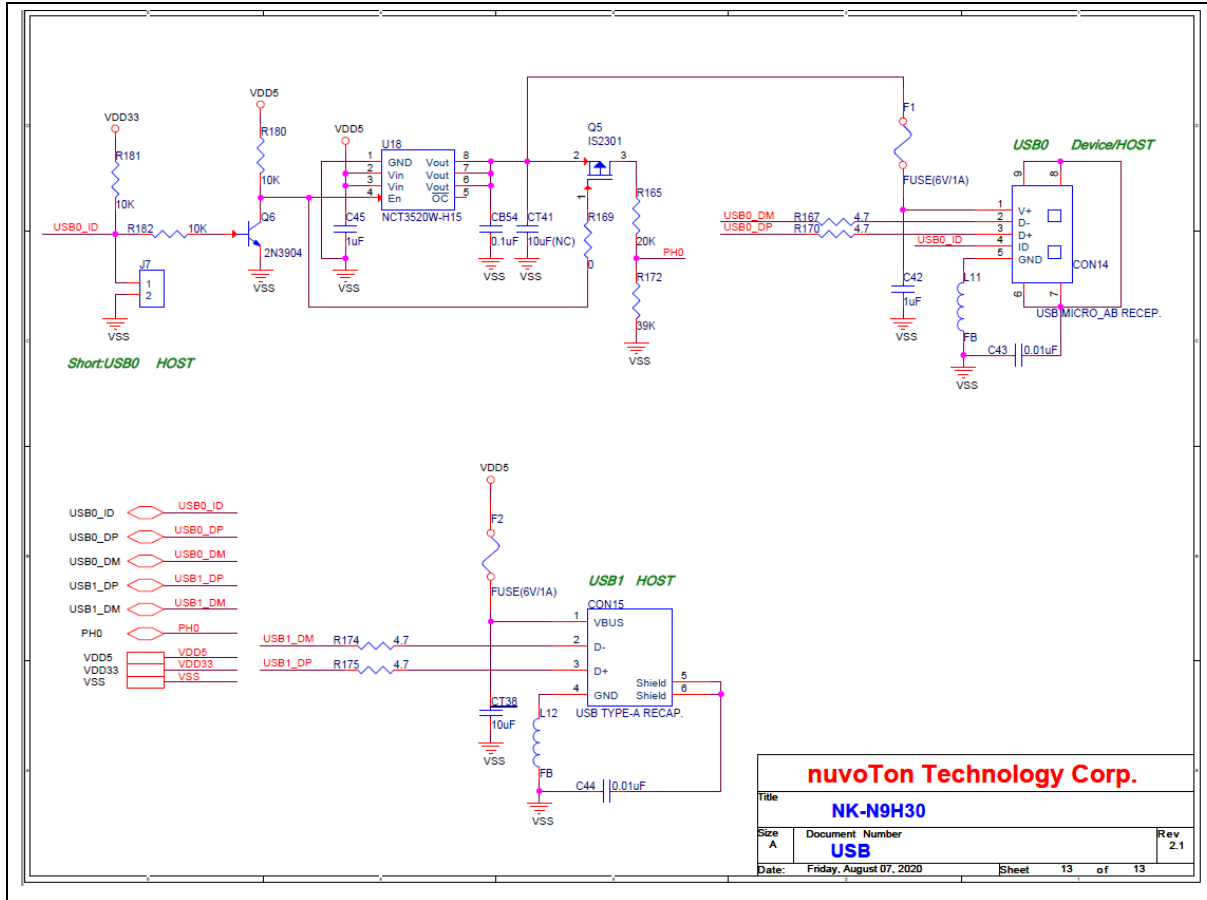 VDD33
R181
10K
USB0_ID
R182 10K
J7
1
2
VSS
Short:USB0 HOST
VDD5
R180
10K
Q6
2N3904
VSS
VDD5
U18
1 GND Vout 8
2 Vin Vout 7
3 Vin Vout 6
4 En OC 5
NCT3520W-H15
C45
1uF
VSS
CB54
0.1uF
VSS
CT41
10uF(NC)
VSS
Q5
IS2301
2 3
1
R169
0
R165
20K
PH0
R172
39K
VSS
F1
FUSE(6V/1A)
USB0 Device/HOST
9 8
USB0_DM R167 4.7
USB0_DP R170 4.7
USB0_ID
1 V+
2 D-
3 D+
4 ID
5 GND
CON14
6 7
USB MICRO_AB RECEP.
C42
1uF
VSS
L11
FB
C43 0.01uF
VSS
USB0_ID USB0_ID
USB0_DP USB0_DP
USB0_DM USB0_DM
USB1_DP USB1_DP
USB1_DM USB1_DM
PH0 PH0
VDD5 VDD5
VDD33 VDD33
VSS VSS
VDD5
F2
FUSE(6V/1A)
USB1 HOST
CON15
1 VBUS
USB1_DM R174 4.7 2 D-
USB1_DP R175 4.7 3 D+
4 GND
Shield 5
Shield 6
USB TYPE-A RECAP.
CT38
10uF
VSS
L12
FB
C44 0.01uF
VSS
nuvoTon Technology Corp.
Title
NK-N9H30
Size
A
Document Number
USB
Rev
2.1
Date: Friday, August 07, 2020 Sheet 13 of 13